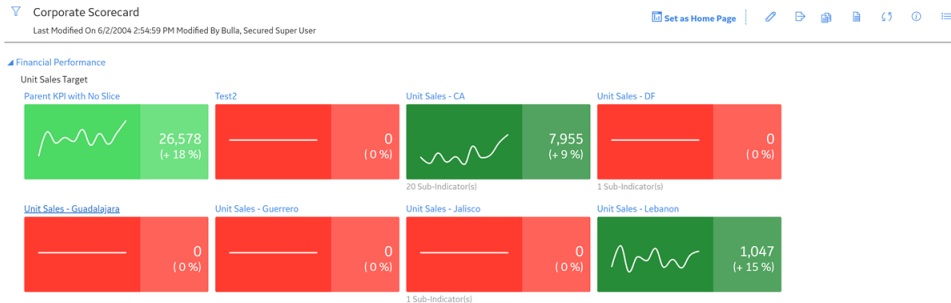 Corporate Scorecard
Set as Home Page
Last Modified On 6/2/2004 2:54:59 PM Modified By Bulla, Secured Super User
Financial Performance
Unit Sales Target
Parent KPI with No Slice
26,578
(+ 18 %)
Test2
0
( 0 %)
Unit Sales - CA
7,955
(+ 9 %)
20 Sub-Indicator(s)
Unit Sales - DF
0
( 0 %)
1 Sub-Indicator(s)
Unit Sales - Guadalajara
0
( 0 %)
Unit Sales - Guerrero
0
( 0 %)
Unit Sales - Jalisco
0
( 0 %)
1 Sub-Indicator(s)
Unit Sales - Lebanon
1,047
(+ 15 %)